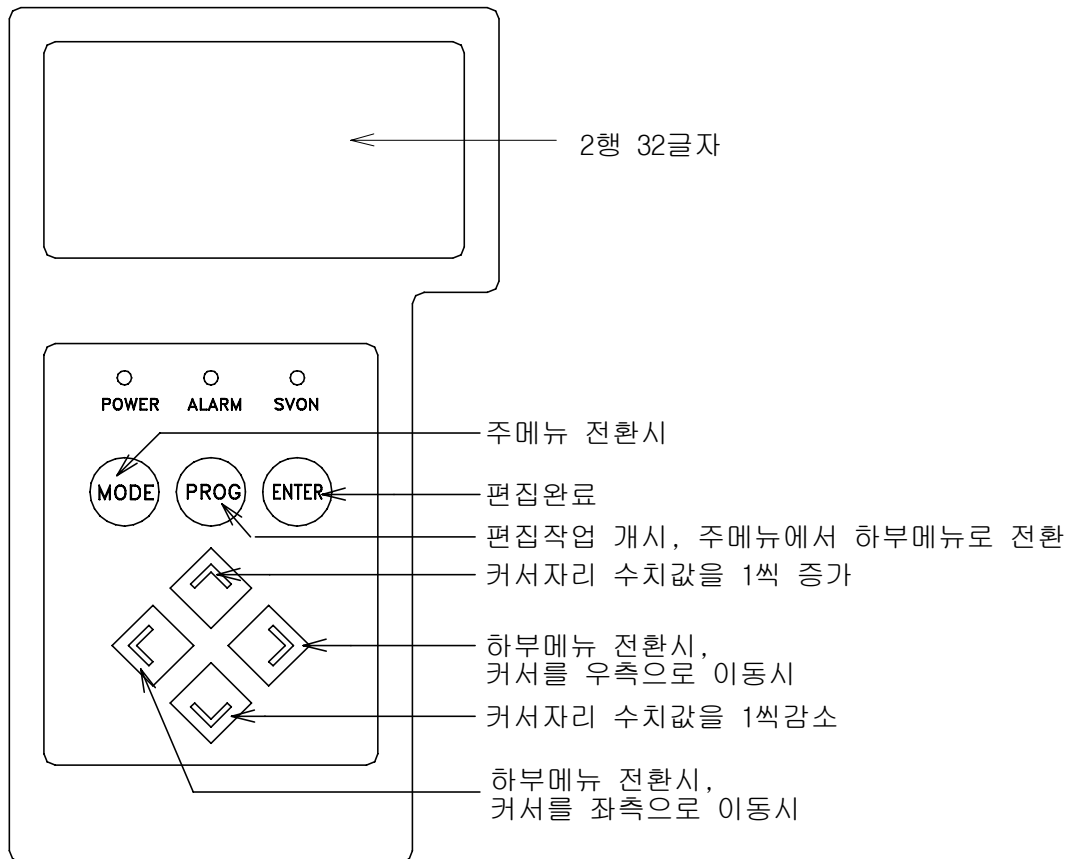 2행 32글자
POWER ALARM SVON
주메뉴 전환시
MODE PROG ENTER
편집완료
편집작업 개시, 주메뉴에서 하부메뉴로 전환
커서자리 수치값을 1씩 증가
하부메뉴 전환시,
커서를 우측으로 이동시
커서자리 수치값을 1씩감소
하부메뉴 전환시,
커서를 좌측으로 이동시